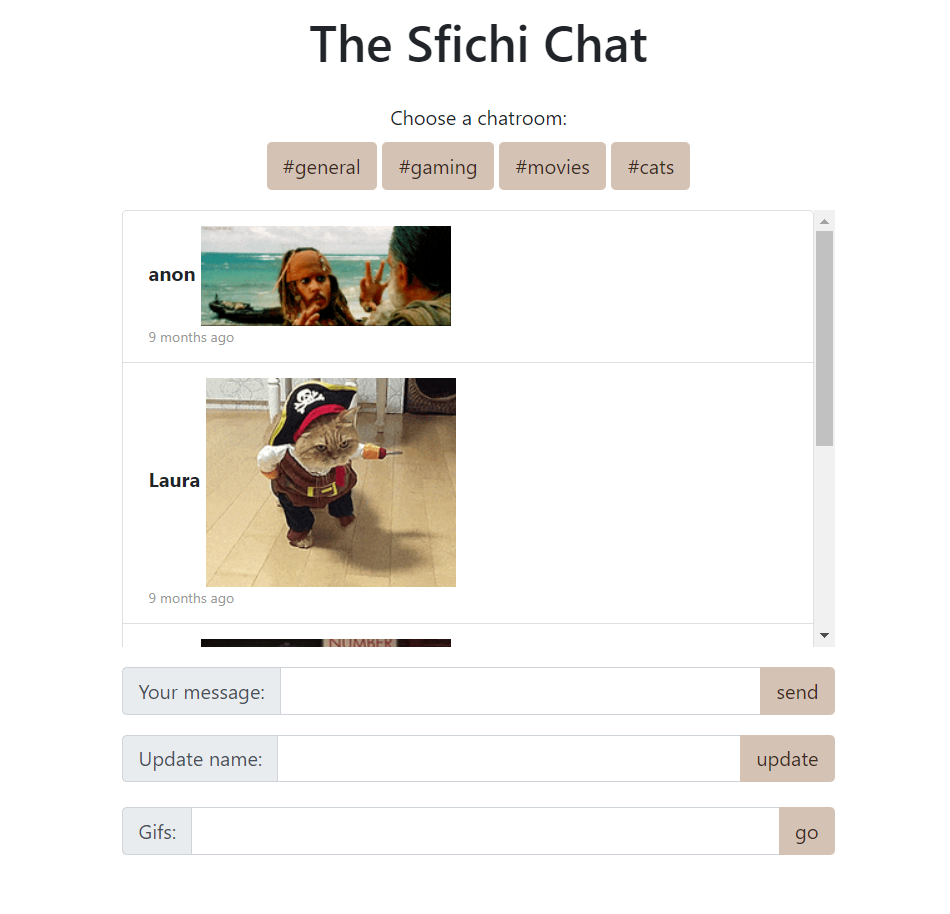 The Sfichi Chat
Choose a chatroom:
#general #gaming #movies #cats
anon
9 months ago
Laura
9 months ago
NUMBER
Your message: send
Update name: update
Gifs: go